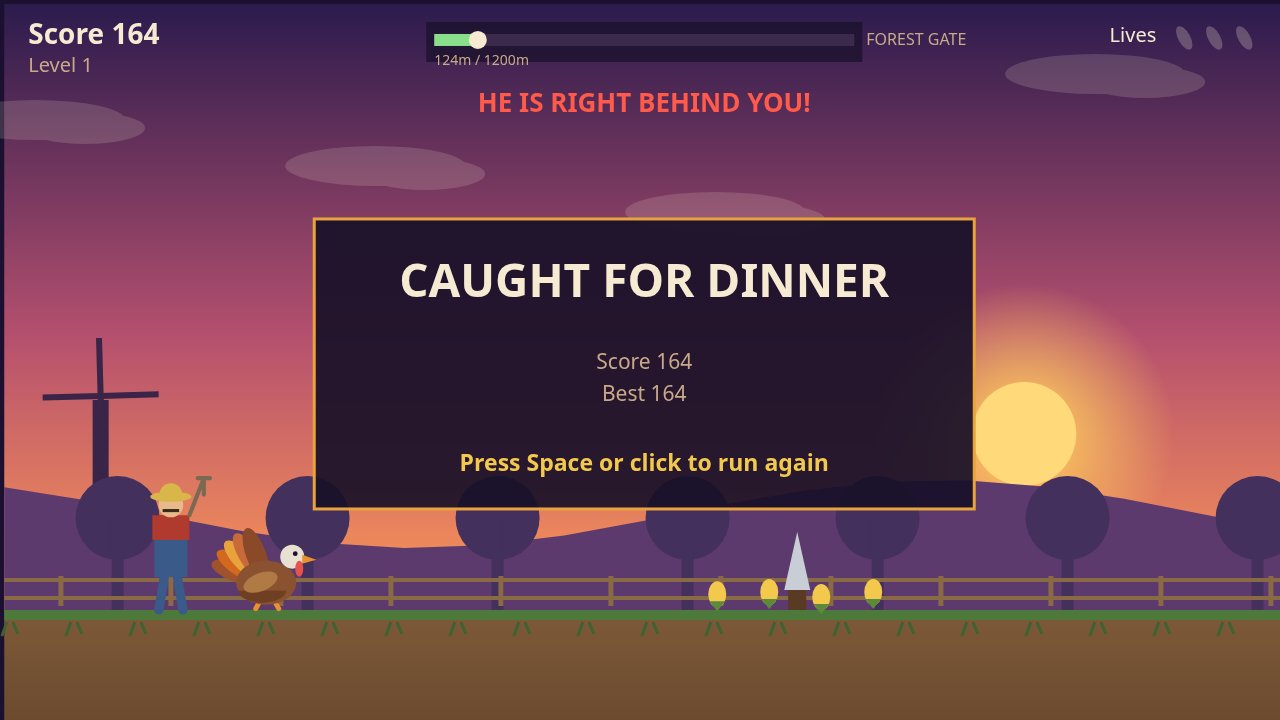 Score 164
Level 1
124m / 1200m
FOREST GATE
Lives
HE IS RIGHT BEHIND YOU!
CAUGHT FOR DINNER
Score 164
Best 164
Press Space or click to run again